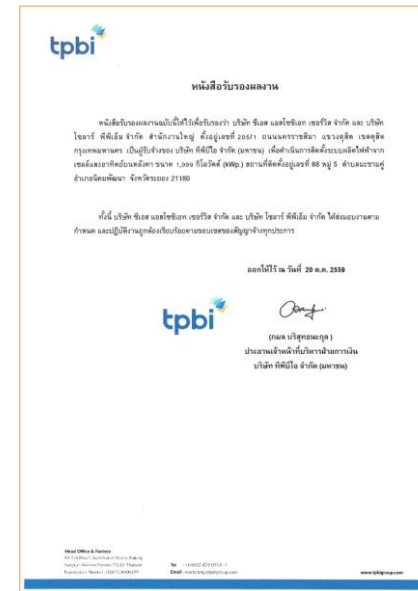 tpbi
หนังสือรับรองผลงาน
หนังสือรับรองผลงานฉบับนี้ให้ไว้เพื่อรับรองว่า บริษัท ซีเอส แอสโซซิเอท เซอร์วิส จำกัด และ บริษัท
โซลาร์ พีพีเอ็ม จำกัด สำนักงานใหญ่ ตั้งอยู่เลขที่ 205/1 ถนนนครราชสีมา แขวงดุสิต เขตดุสิต
กรุงเทพมหานคร เป็นผู้รับจ้างของ บริษัท ทีพีบีไอ จำกัด (มหาชน) เพื่อดำเนินการติดตั้งระบบผลิตไฟฟ้าจาก
เซลล์แสงอาทิตย์บนหลังคา ขนาด 1,999 กิโลวัตต์ (kWp.) สถานที่ติดตั้งอยู่เลขที่ 88 หมู่ 5 ตำบลมะขามคู่
อำเภอนิคมพัฒนา จังหวัดระยอง 21180
ทั้งนี้ บริษัท ซีเอส แอสโซซิเอท เซอร์วิส จำกัด และ บริษัท โซลาร์ พีพีเอ็ม จำกัด ได้ส่งมอบงานตาม
กำหนด และปฏิบัติงานถูกต้องเรียบร้อยตามขอบเขตของสัญญาจ้างทุกประการ
ออกให้ไว้ ณ วันที่ 20 ต.ค. 2559
tpbi
(กมล บริสุทธนะกุล )
ประธานเจ้าหน้าที่บริหารฝ่ายการเงิน
บริษัท ทีพีบีไอ จำกัด (มหาชน)
Head Office & Factory
Tel
Email
www.tpbigroup.com